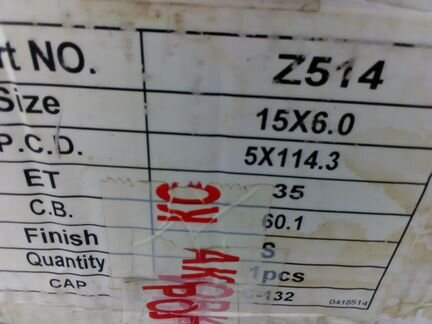 rt NO. Z514
Size 15X6.0
P.C.D. 5X114.3
ET 35
C.B. 60.1
Finish S
Quantity 1pcs
CAP -132
0418514